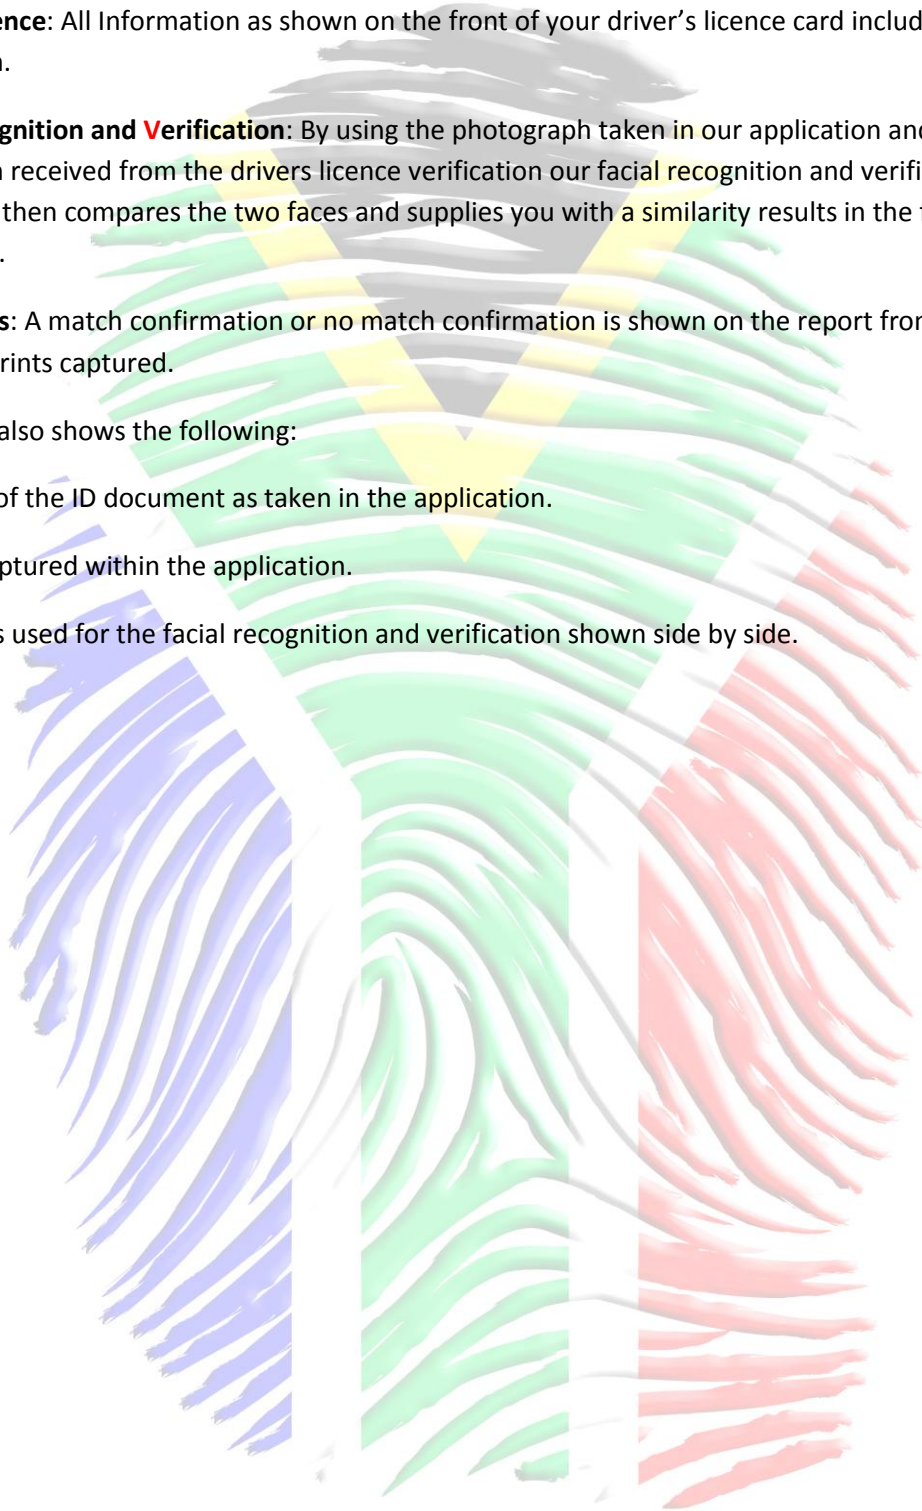 ence: All Information as shown on the front of your driver's licence card includ
n.
gnition and Verification: By using the photograph taken in our application and
n received from the drivers licence verification our facial recognition and verifi
then compares the two faces and supplies you with a similarity results in the f
.
s: A match confirmation or no match confirmation is shown on the report from
rints captured.
also shows the following:
of the ID document as taken in the application.
ptured within the application.
s used for the facial recognition and verification shown side by side.